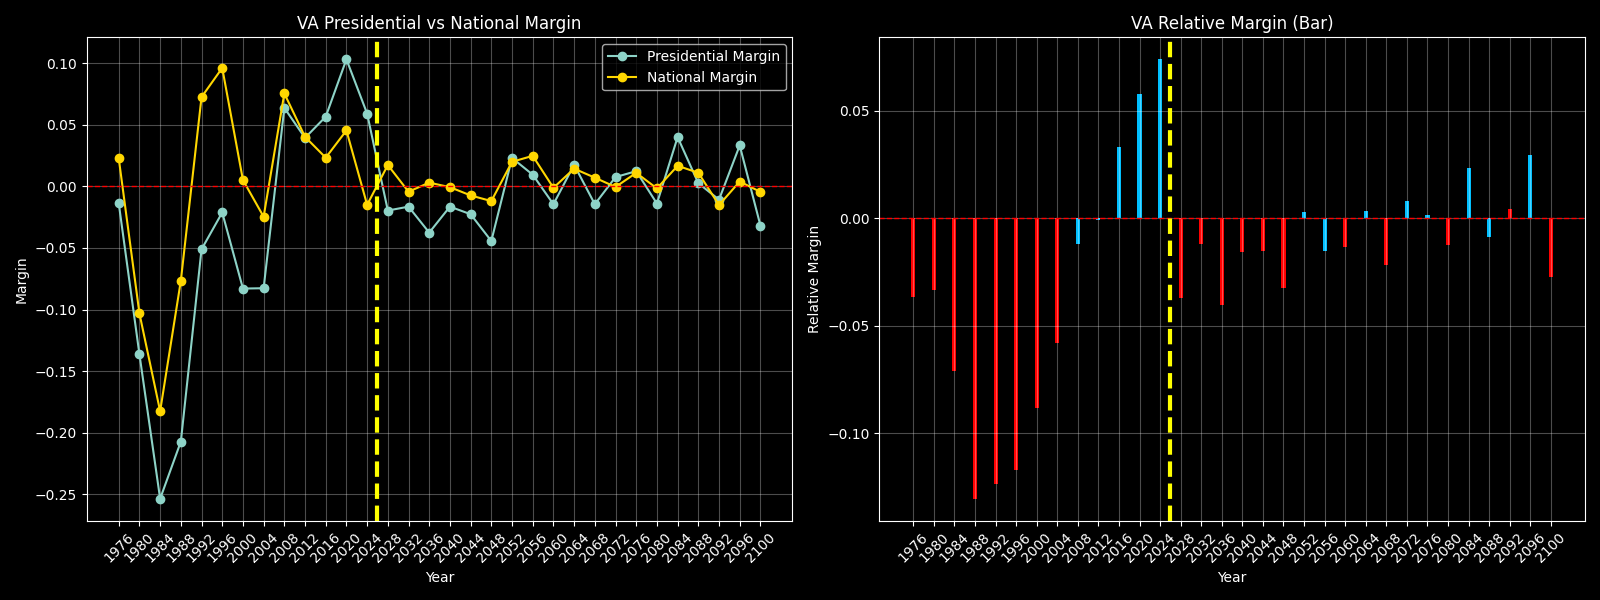 VA Presidential vs National Margin
Presidential Margin
National Margin
0.10
0.05
0.00
−0.05
−0.10
−0.15
−0.20
−0.25
Margin
1976 1980 1984 1988 1992 1996 2000 2004 2008 2012 2016 2020 2024 2028 2032 2036 2040 2044 2048 2052 2056 2060 2064 2068 2072 2076 2080 2084 2088 2092 2096 2100
Year
VA Relative Margin (Bar)
0.05
0.00
−0.05
−0.10
Relative Margin
1976 1980 1984 1988 1992 1996 2000 2004 2008 2012 2016 2020 2024 2028 2032 2036 2040 2044 2048 2052 2056 2060 2064 2068 2072 2076 2080 2084 2088 2092 2096 2100
Year